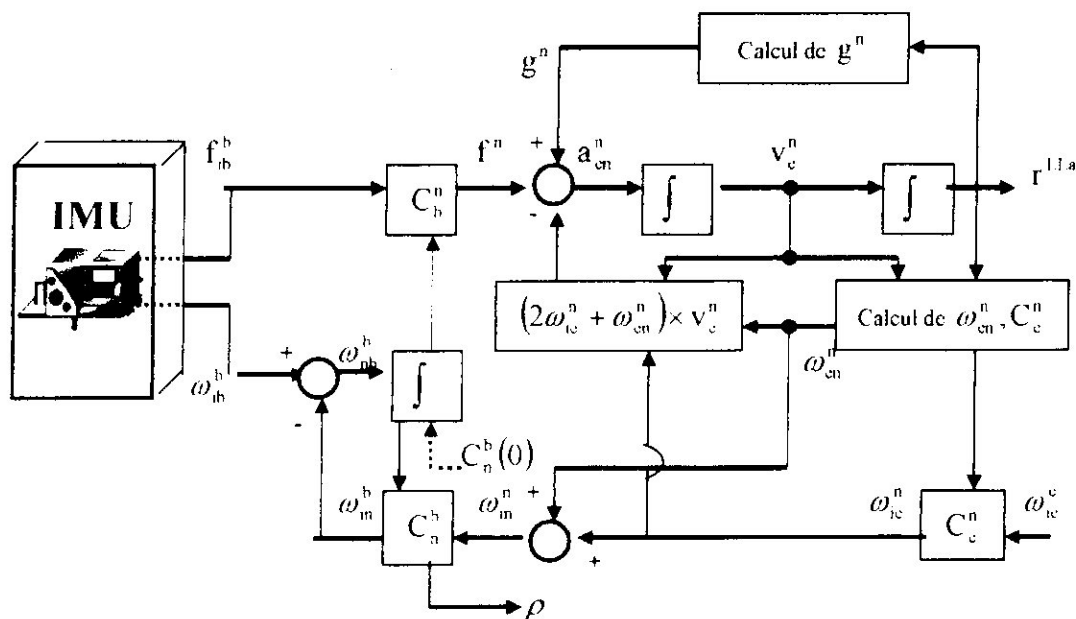 Calcul de g^n
g^n
f_ib^b
f^n
+
a_en^n
v_e^n
r^LLa
IMU
C_b^n
∫
∫
-
(2ω_ie^n + ω_en^n) × v_e^n
Calcul de ω_en^n, C_e^n
ω_en^n
+
ω_nb^b
ω_ib^b
∫
-
C_n^b(0)
ω_in^b
C_n^b
ω_in^n
+
+
ω_ie^n
C_e^n
ω_ie^e
ρ